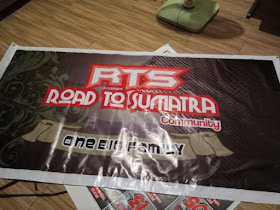 RTS
ROAD TO SUMATRA
Community
One Big Family